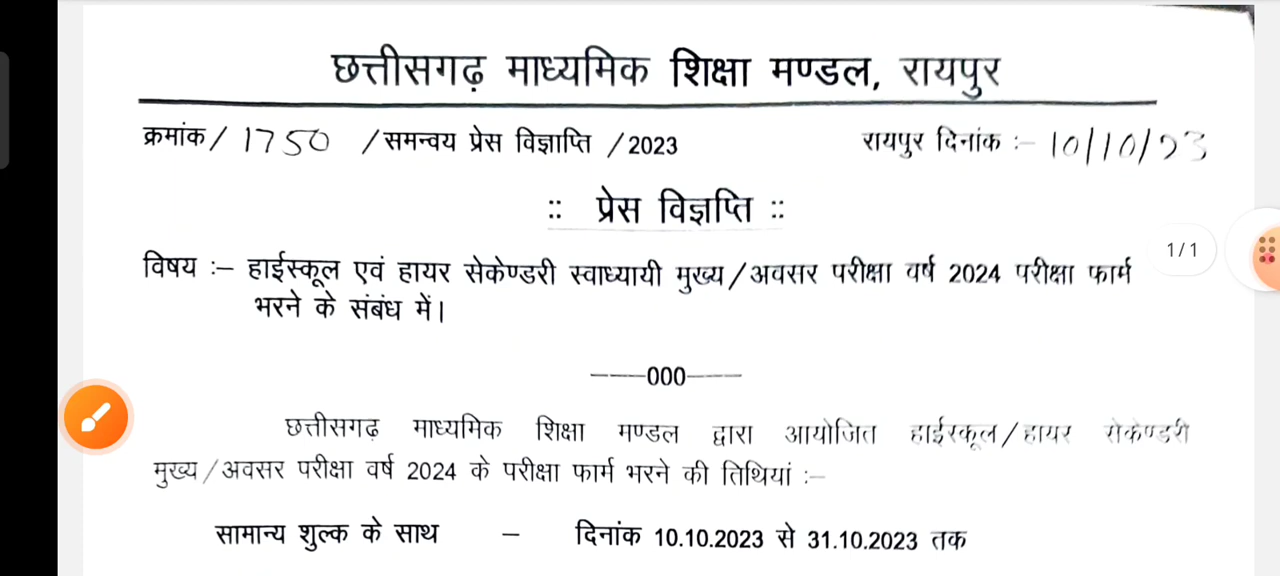 छत्तीसगढ़ माध्यमिक शिक्षा मण्डल, रायपुर
क्रमांक / 1750 / समन्वय प्रेस विज्ञाप्ति / 2023 रायपुर दिनांक :– 10/10/23
:: प्रेस विज्ञप्ति ::
1/1
विषय :– हाईस्कूल एवं हायर सेकेण्डरी स्वाध्यायी मुख्य/अवसर परीक्षा वर्ष 2024 परीक्षा फार्म
भरने के संबंध में।
-----000-----
छत्तीसगढ़ माध्यमिक शिक्षा मण्डल द्वारा आयोजित हाईस्कूल/हायर सेकेण्डरी
मुख्य/अवसर परीक्षा वर्ष 2024 के परीक्षा फार्म भरने की तिथियां :–
सामान्य शुल्क के साथ – दिनांक 10.10.2023 से 31.10.2023 तक